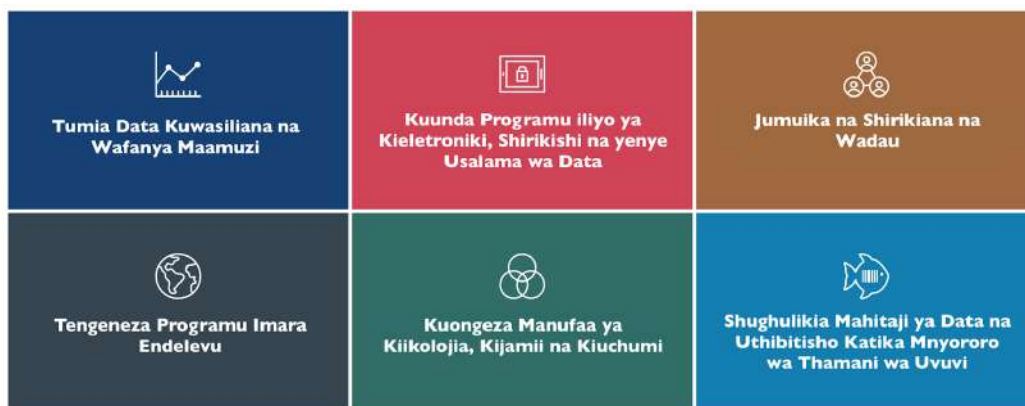 Tumia Data Kuwasiliana na
Wafanya Maamuzi
Kuunda Programu iliyo ya
Kieletroniki, Shirikishi na yenye
Usalama wa Data
Jumuika na Shirikiana na
Wadau
Tengeneza Programu Imara
Endelevu
Kuongeza Manufaa ya
Kiikolojia, Kijamii na Kiuchumi
Shughulikia Mahitaji ya Data na
Uthibitisho Katika Mnyororo
wa Thamani wa Uvuvi